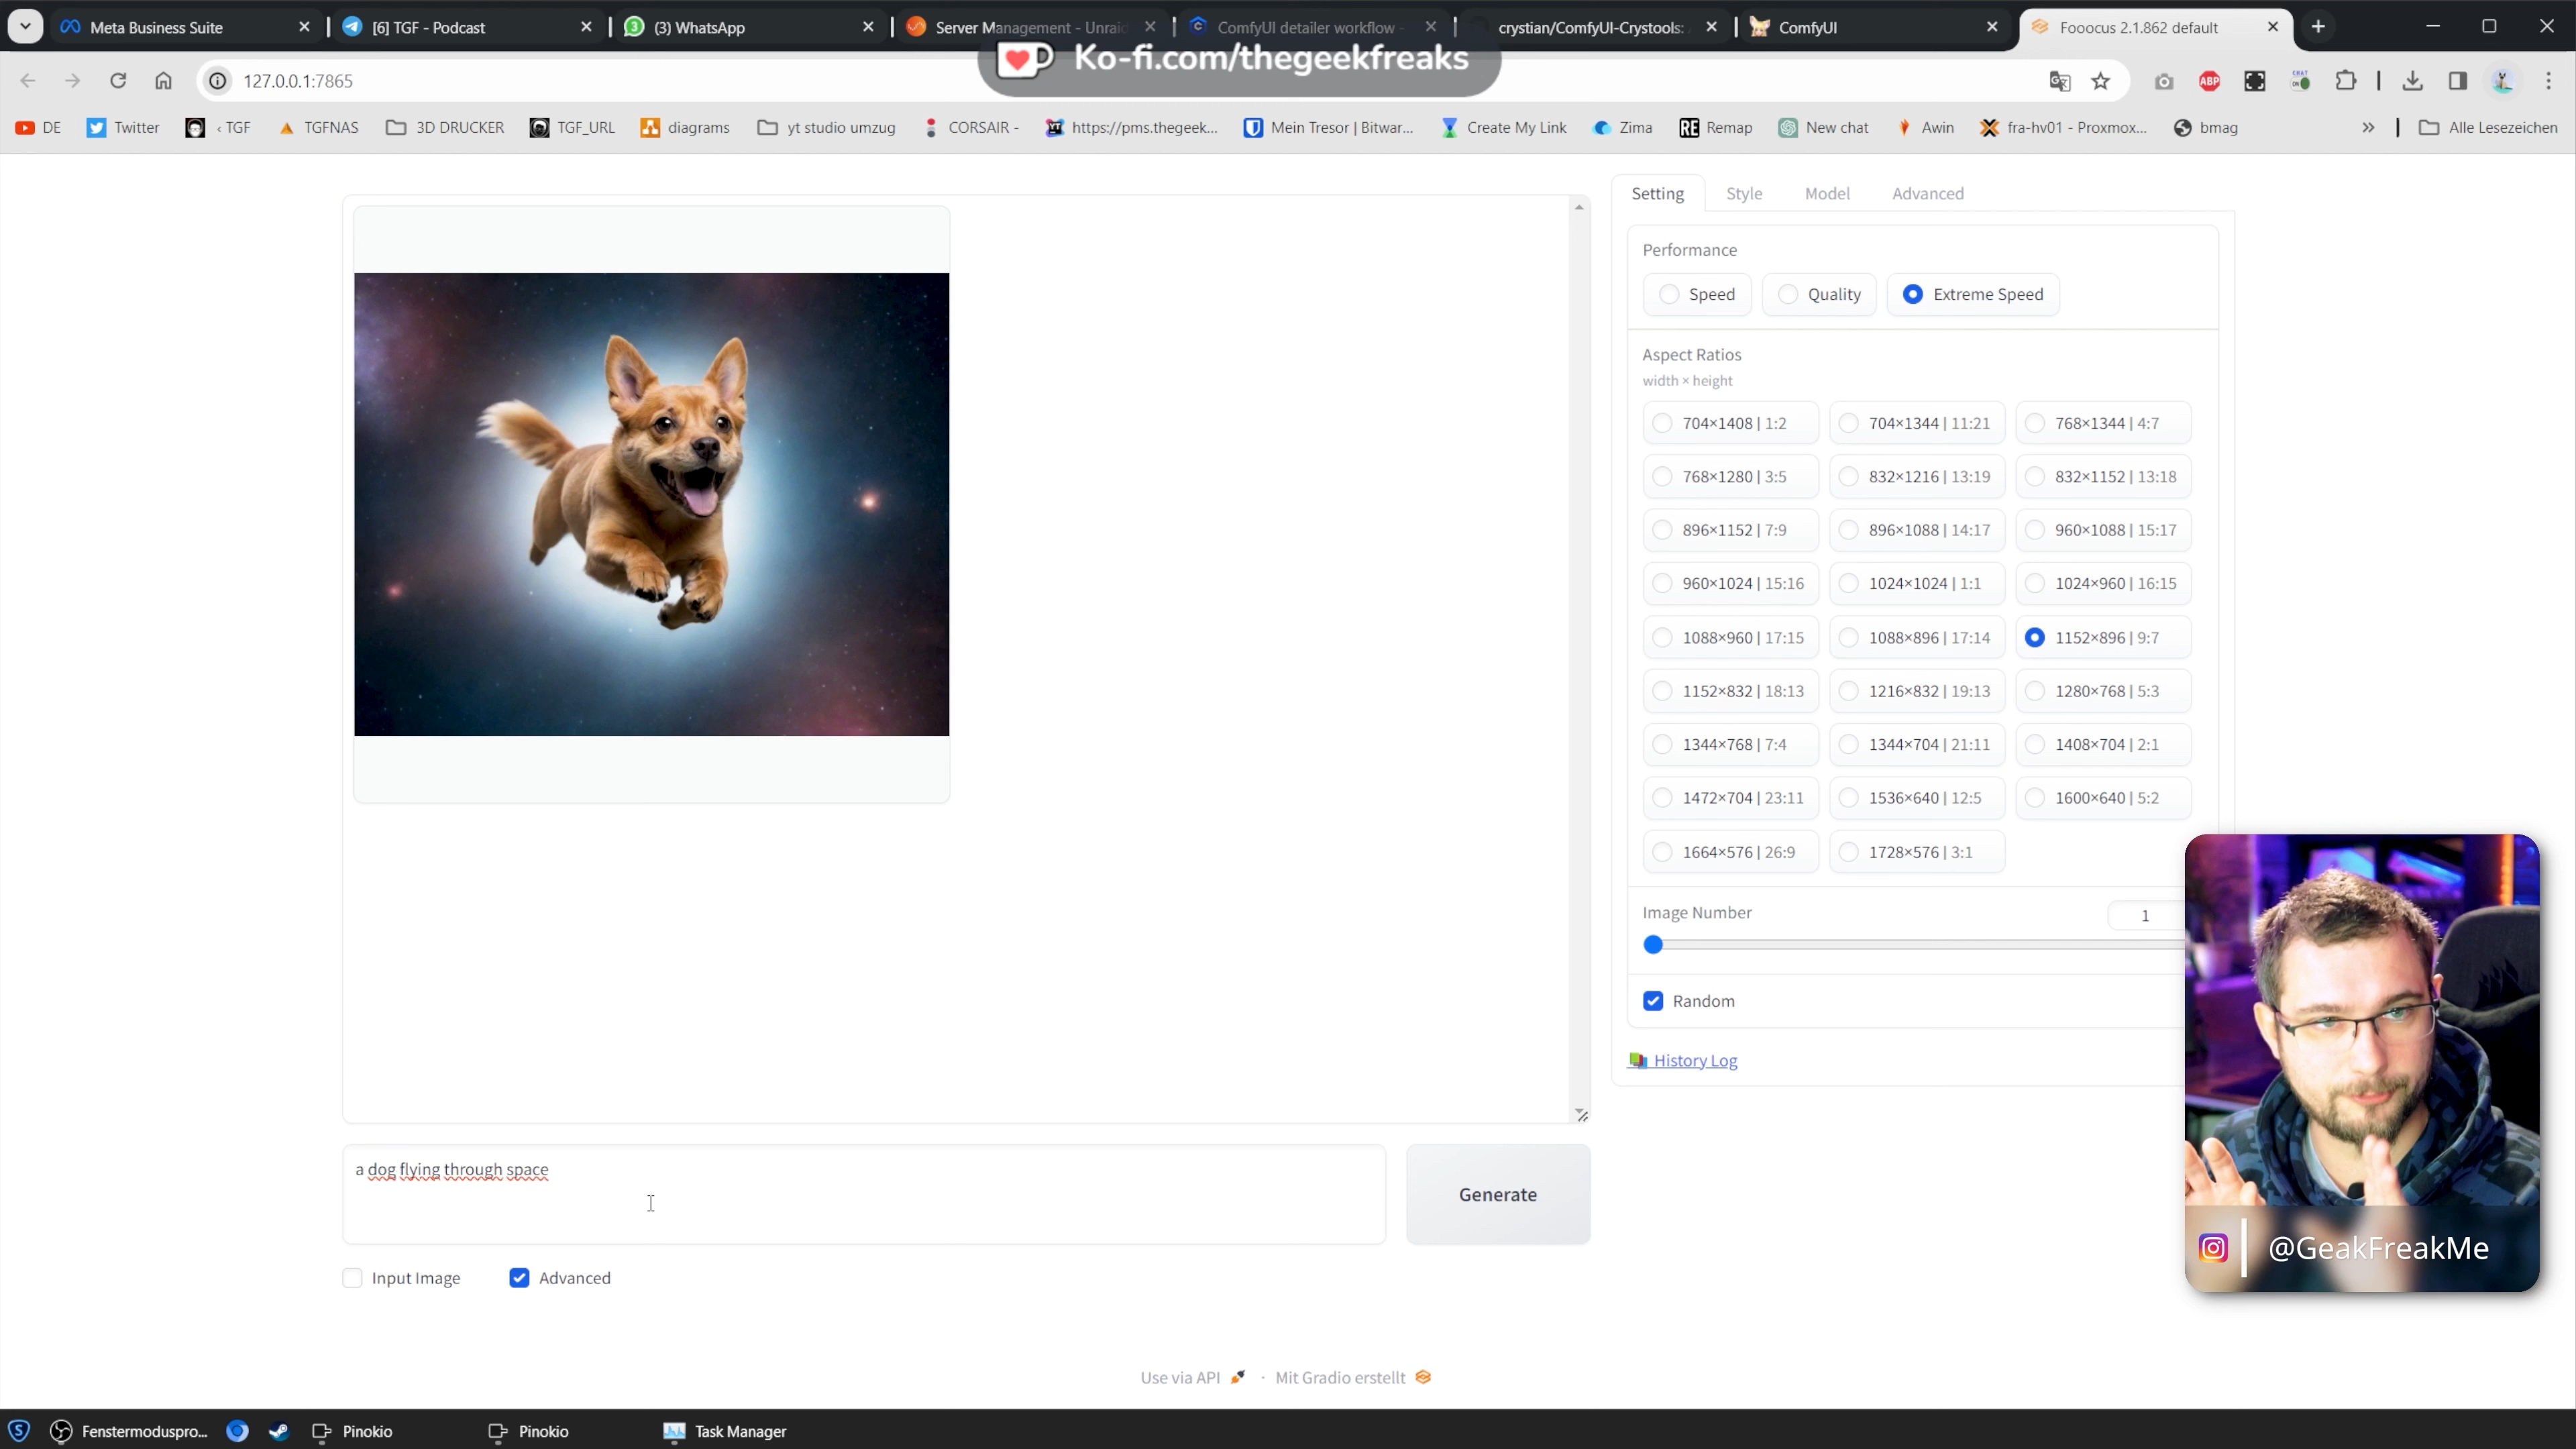 Meta Business Suite
[6] TGF - Podcast
3
(3) WhatsApp
Server Management - Unraid
ComfyUI detailer workflow -
crystian/ComfyUI-Crystools:
ComfyUI
Fooocus 2.1.862 default
127.0.0.1:7865
Ko-fi.com/thegeekfreaks
ABP
DE
Twitter
‹ TGF
TGFNAS
3D DRUCKER
TGF_URL
diagrams
yt studio umzug
CORSAIR -
https://pms.thegeek...
Mein Tresor | Bitwar...
Create My Link
Zima
RE
Remap
New chat
Awin
fra-hv01 - Proxmox...
bmag
Alle Lesezeichen
Setting Style Model Advanced
Performance
Speed Quality Extreme Speed
Aspect Ratios
width × height
704×1408 | 1:2 704×1344 | 11:21 768×1344 | 4:7
768×1280 | 3:5 832×1216 | 13:19 832×1152 | 13:18
896×1152 | 7:9 896×1088 | 14:17 960×1088 | 15:17
960×1024 | 15:16 1024×1024 | 1:1 1024×960 | 16:15
1088×960 | 17:15 1088×896 | 17:14 1152×896 | 9:7
1152×832 | 18:13 1216×832 | 19:13 1280×768 | 5:3
1344×768 | 7:4 1344×704 | 21:11 1408×704 | 2:1
1472×704 | 23:11 1536×640 | 12:5 1600×640 | 5:2
1664×576 | 26:9 1728×576 | 3:1
Image Number
1
Random
History Log
a dog flying through space
Generate
Input Image
Advanced
@GeakFreakMe
Use via API · Mit Gradio erstellt
Fenstermoduspro...
Pinokio
Pinokio
Task Manager